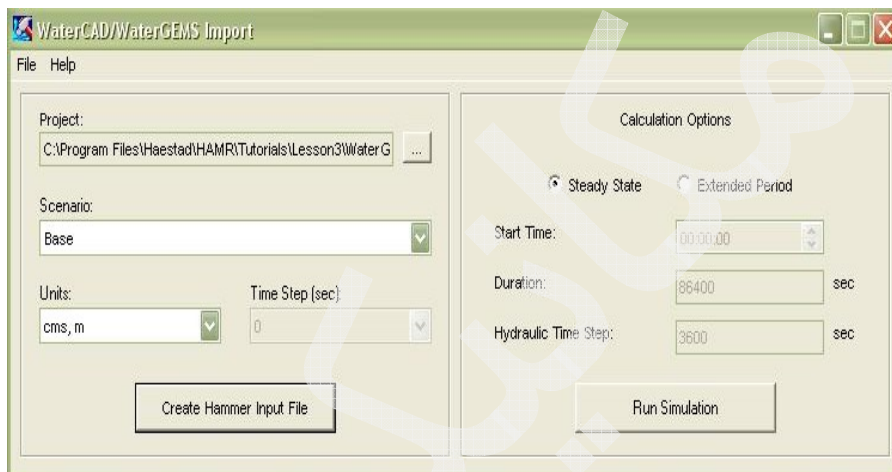 WaterCAD/WaterGEMS Import
File Help
Project:
C:\Program Files\Haestad\HAMR\Tutorials\Lesson3\WaterG
...
Scenario:
Base
Units:
Time Step (sec)
cms, m
0
Create Hammer Input File
Calculation Options
Steady State
Extended Period
Start Time:
00:00:00
Duration:
86400
sec
Hydraulic Time Step:
3600
sec
Run Simulation